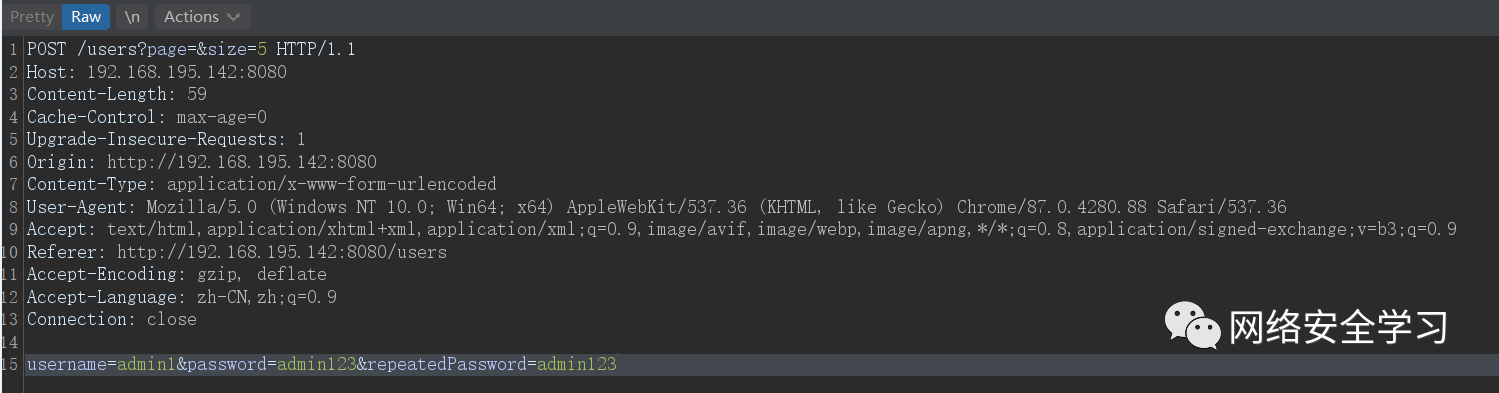 Pretty Raw \n Actions
1 POST /users?page=&size=5 HTTP/1.1
2 Host: 192.168.195.142:8080
3 Content-Length: 59
4 Cache-Control: max-age=0
5 Upgrade-Insecure-Requests: 1
6 Origin: http://192.168.195.142:8080
7 Content-Type: application/x-www-form-urlencoded
8 User-Agent: Mozilla/5.0 (Windows NT 10.0; Win64; x64) AppleWebKit/537.36 (KHTML, like Gecko) Chrome/87.0.4280.88 Safari/537.36
9 Accept: text/html,application/xhtml+xml,application/xml;q=0.9,image/avif,image/webp,image/apng,*/*;q=0.8,application/signed-exchange;v=b3;q=0.9
10 Referer: http://192.168.195.142:8080/users
11 Accept-Encoding: gzip, deflate
12 Accept-Language: zh-CN,zh;q=0.9
13 Connection: close
14
15 username=admin1&password=admin123&repeatedPassword=admin123
网络安全学习